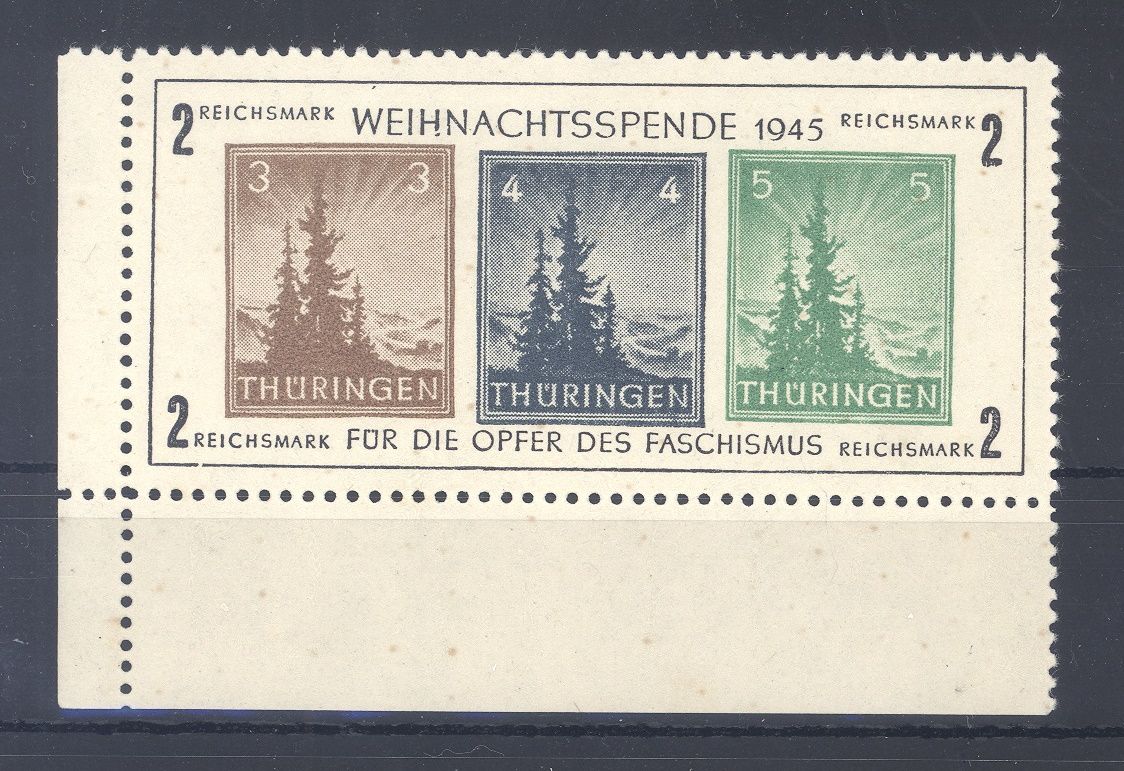 2 REICHSMARK WEIHNACHTSSPENDE 1945 REICHSMARK 2
3 3
4 4
5 5
THÜRINGEN THÜRINGEN THÜRINGEN
2 REICHSMARK FÜR DIE OPFER DES FASCHISMUS REICHSMARK 2